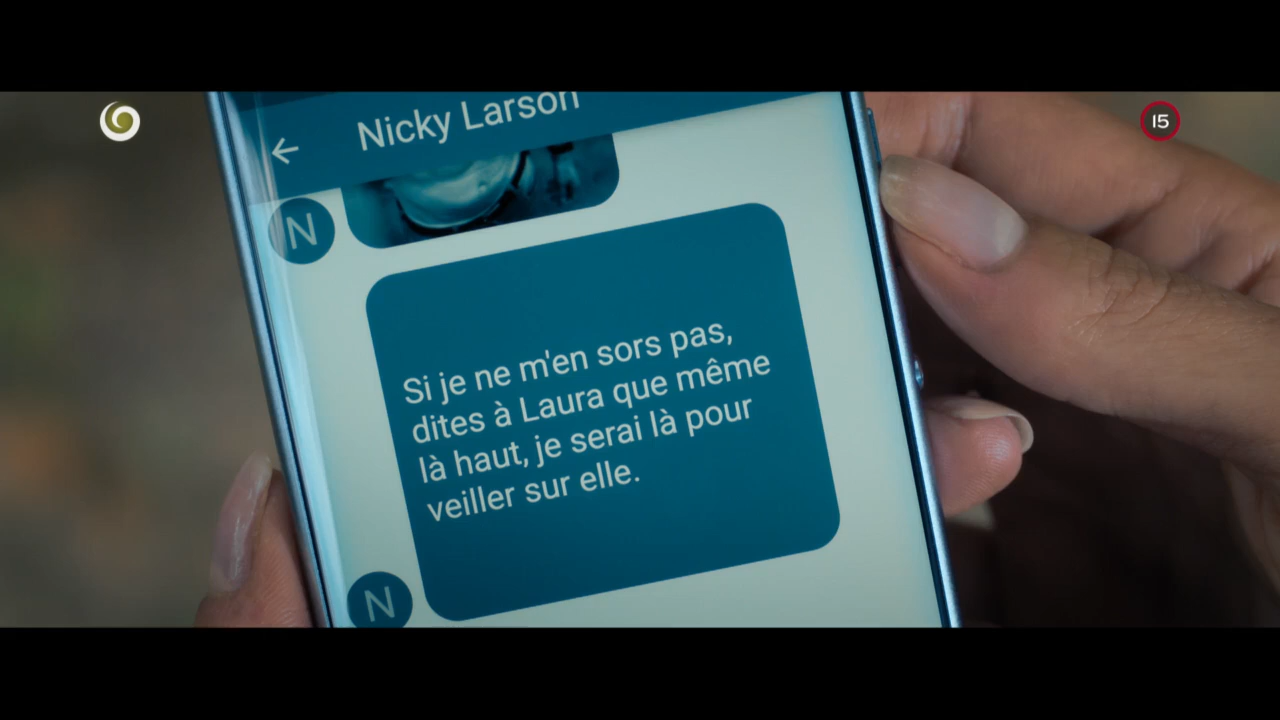 15
Nicky Larson
N
Si je ne m'en sors pas,
dites à Laura que même
là haut, je serai là pour
veiller sur elle.
N